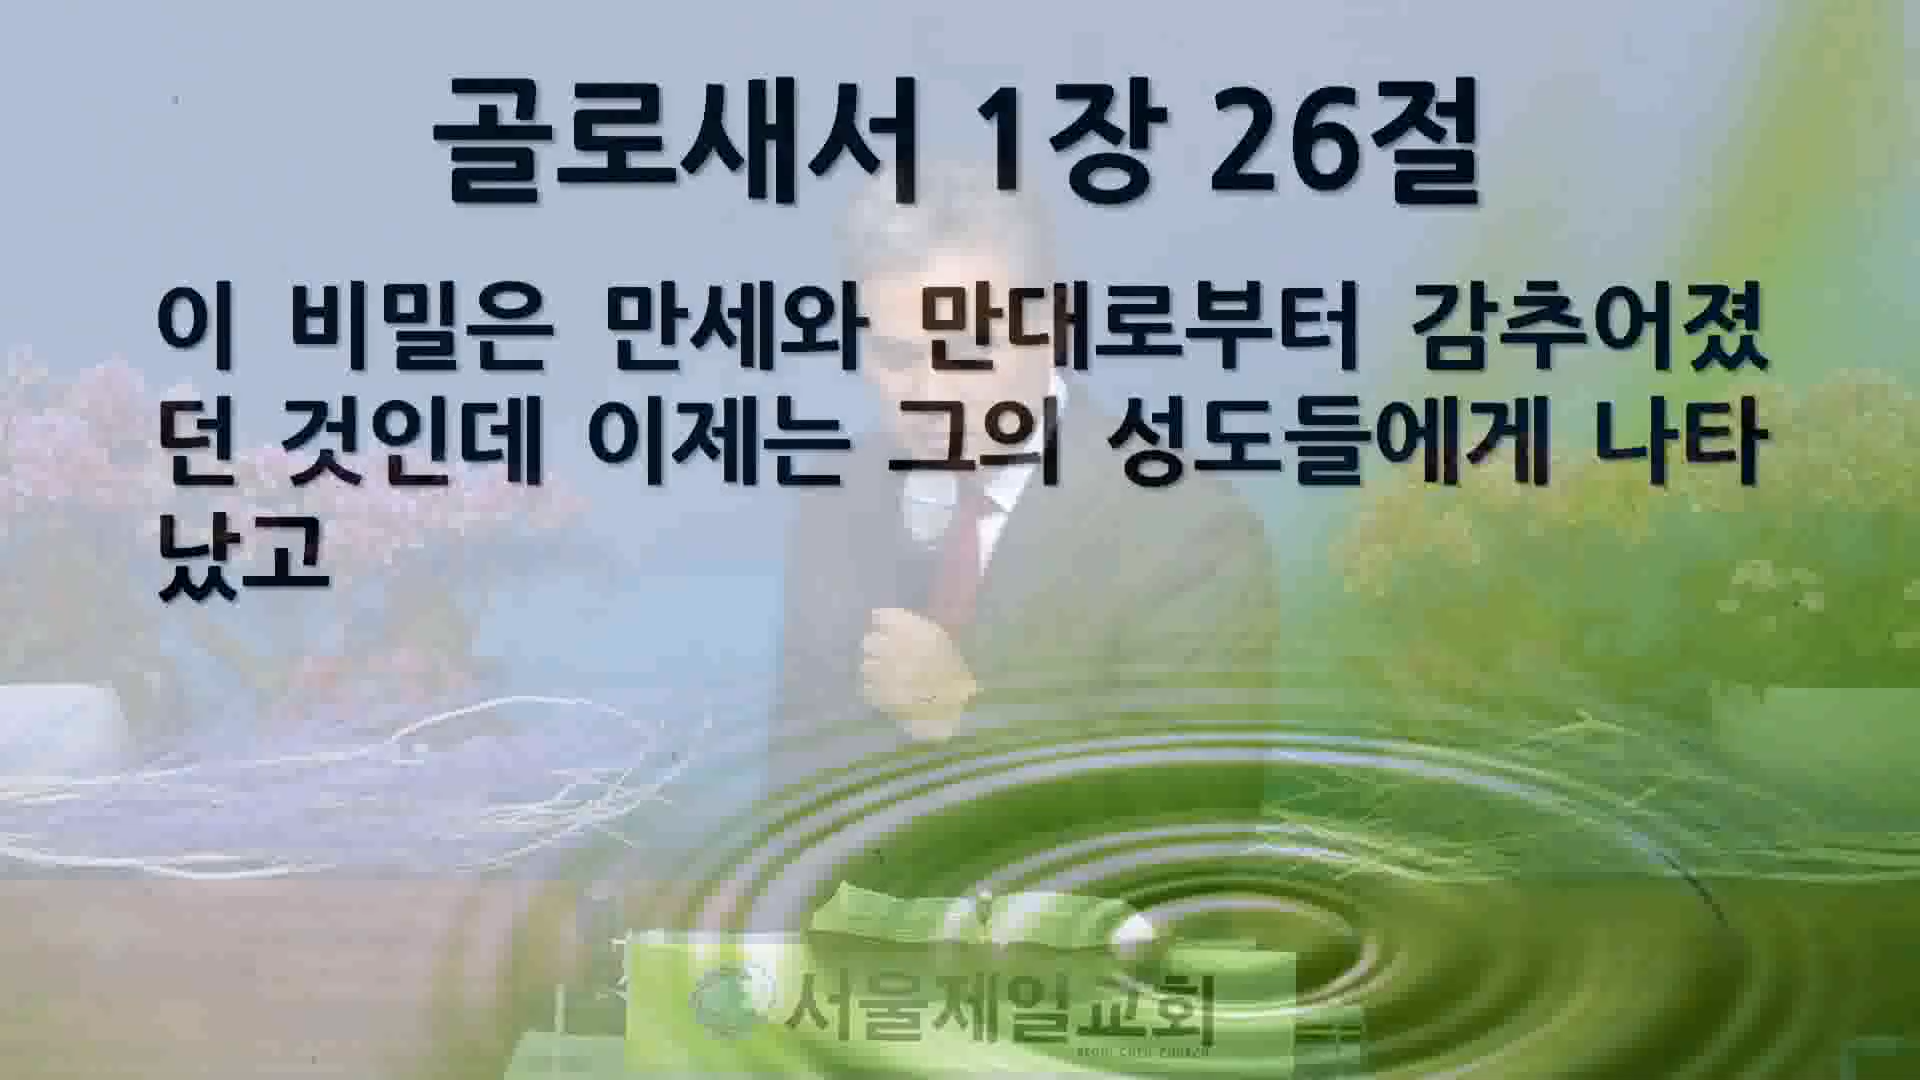 골로새서 1장 26절
이 비밀은 만세와 만대로부터 감추어졌
던 것인데 이제는 그의 성도들에게 나타
났고
서울제일교회